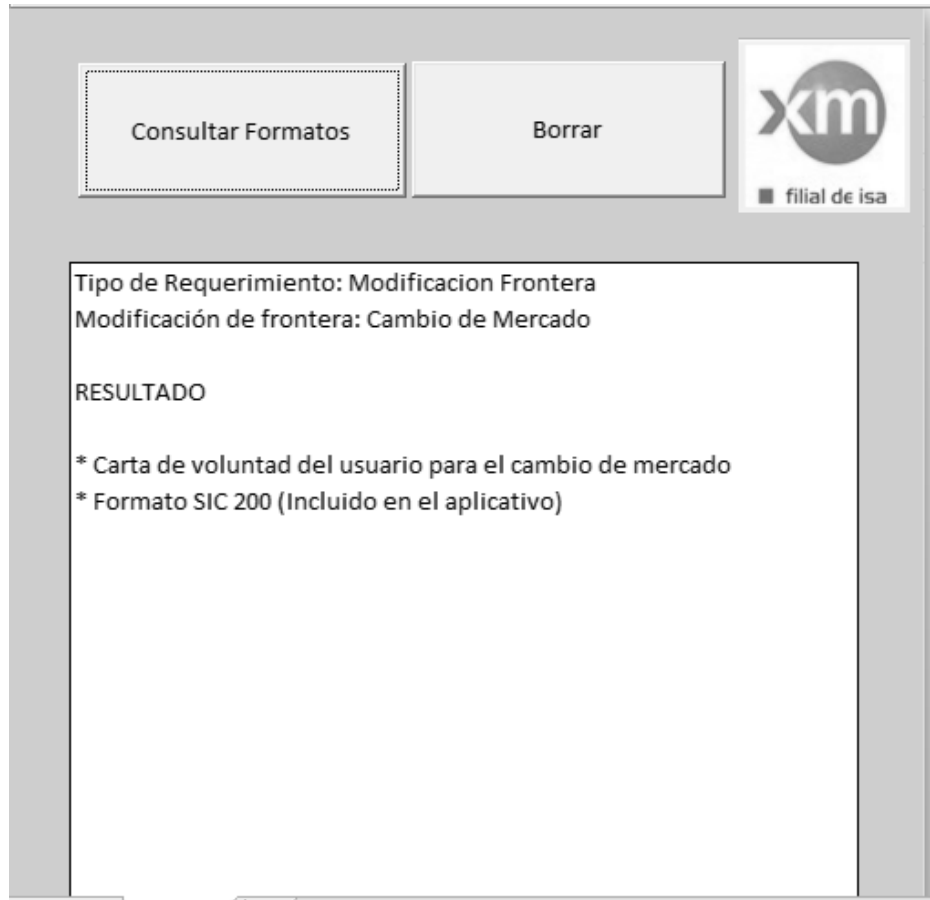 Consultar Formatos
Borrar
xm
filial de isa
Tipo de Requerimiento: Modificacion Frontera
Modificación de frontera: Cambio de Mercado
RESULTADO
* Carta de voluntad del usuario para el cambio de mercado
* Formato SIC 200 (Incluido en el aplicativo)